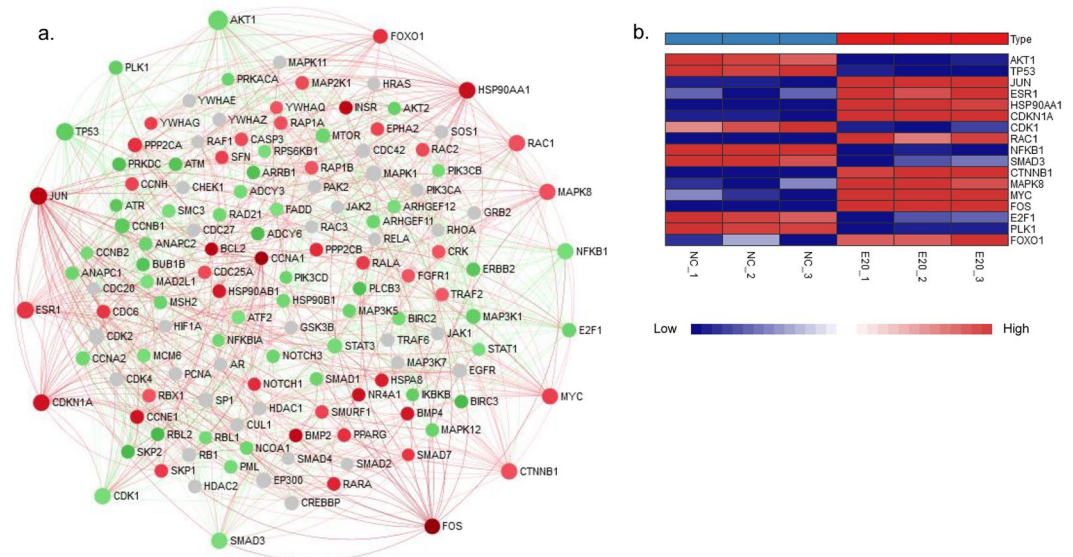 a.
AKT1
FOXO1
PLK1
MAPK11
PRKACA
MAP2K1
HRAS
HSP90AA1
YWHAE
YWHAQ
INSR
AKT2
TP53
YWHAG
YWHAZ
RAP1A
EPHA2
SOS1
RAC1
PPP2CA
RAF1
CASP3
MTOR
SFN
RPS6KB1
CDC42
RAC2
PRKDC
ATM
ARRB1
RAP1B
MAPK1
PIK3CB
CCNH
CHEK1
ADCY3
PAK2
PIK3CA
MAPK8
JUN
ATR
SMC3
RAD21
FADD
JAK2
ARHGEF12
GRB2
CCNB1
CDC27
ADCY6
RAC3
ARHGEF11
RHOA
ANAPC2
BCL2
PPP2CB
RELA
CCNB2
CCNA1
CRK
NFKB1
BUB1B
CDC25A
RALA
ERBB2
ANAPC1
MAD2L1
PIK3CD
FGFR1
CDC20
HSP90AB1
PLCB3
TRAF2
MSH2
HSP90B1
ESR1
CDC6
ATF2
MAP3K5
BIRC2
MAP3K1
HIF1A
GSK3B
E2F1
CDK2
NFKBIA
STAT3
TRAF6
JAK1
CCNA2
MCM6
NOTCH3
STAT1
AR
MAP3K7
PCNA
EGFR
CDK4
NOTCH1
SMAD1
HSPA8
RBX1
NR4A1
IKBKB
MYC
CDKN1A
SP1
HDAC1
BIRC3
CCNE1
CUL1
SMURF1
BMP4
RBL2
RBL1
BMP2
PPARG
MAPK12
SKP2
RB1
NCOA1
SMAD4
SMAD2
SMAD7
SKP1
PML
CTNNB1
HDAC2
EP300
RARA
CDK1
CREBBP
FOS
SMAD3
b.
Type
AKT1
TP53
JUN
ESR1
HSP90AA1
CDKN1A
CDK1
RAC1
NFKB1
SMAD3
CTNNB1
MAPK8
MYC
FOS
E2F1
PLK1
FOXO1
NC_1
NC_2
NC_3
E20_1
E20_2
E20_3
Low
High